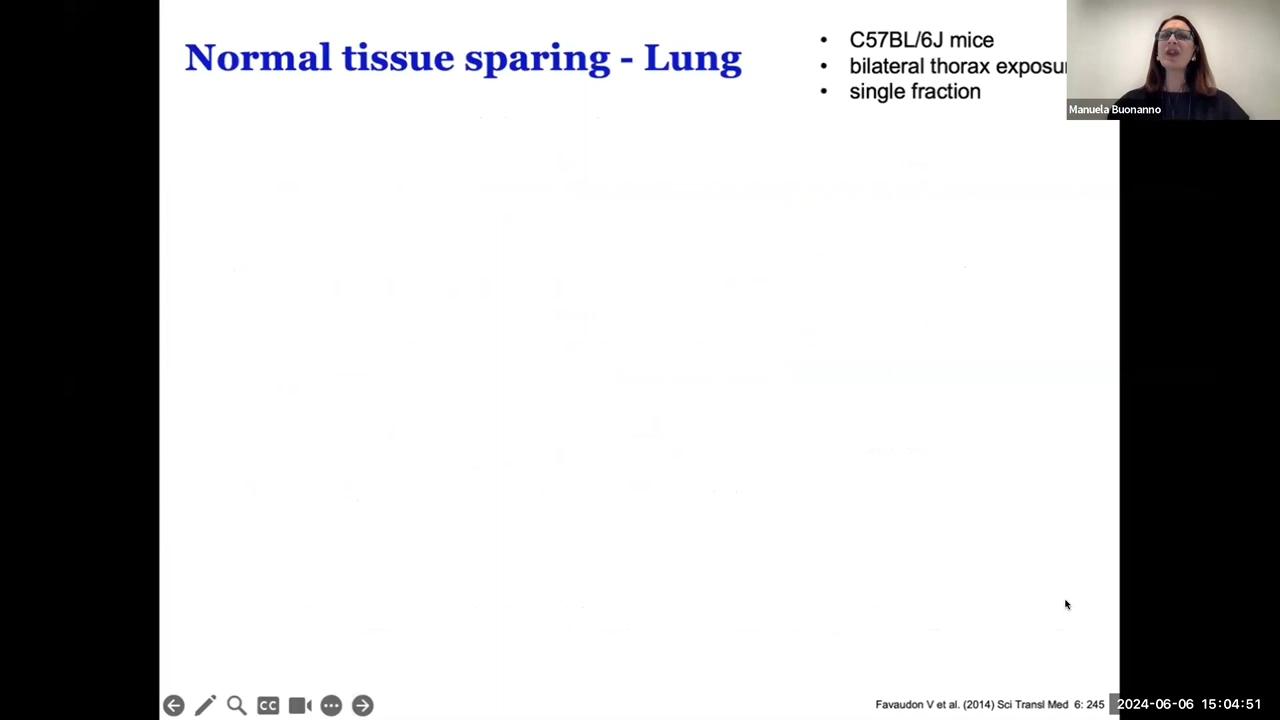 Normal tissue sparing - Lung
• C57BL/6J mice
• bilateral thorax exposu
• single fraction
Manuela Buonanno
CC
Favaudon V et al. (2014) Sci Transl Med 6: 245
2024-06-06 15:04:51